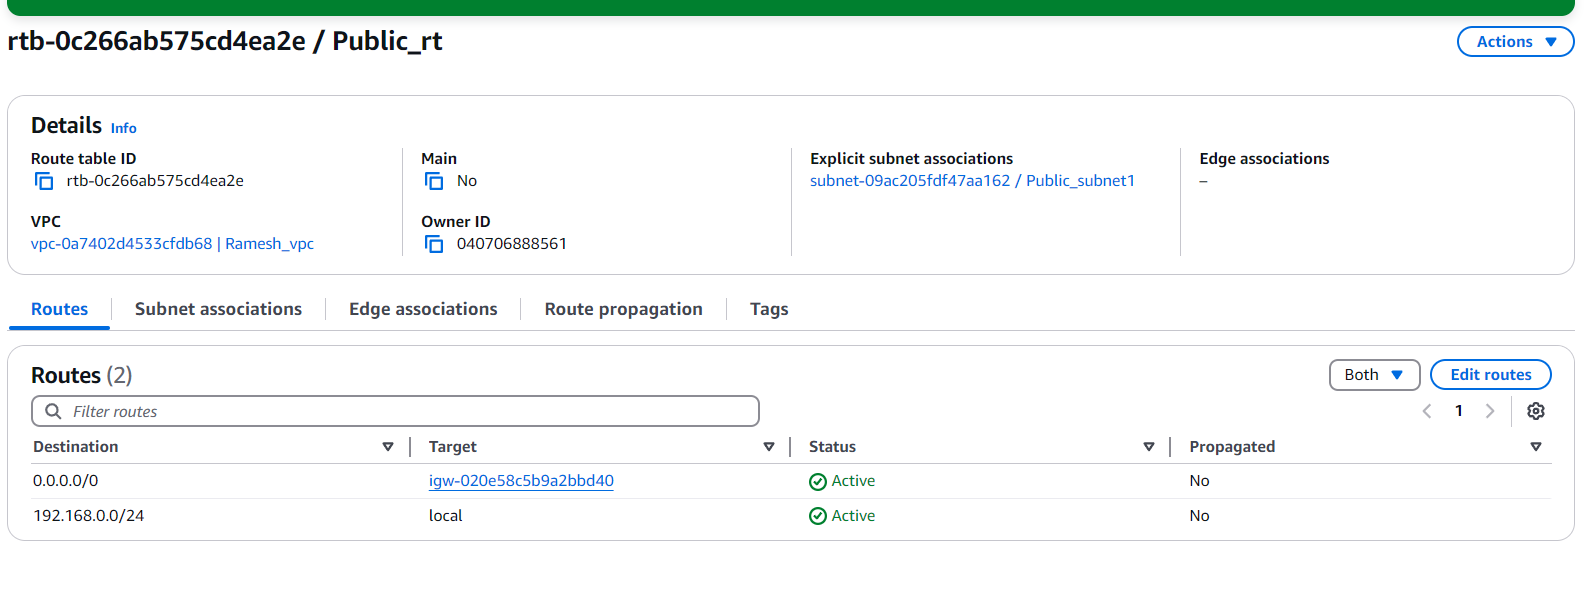 rtb-0c266ab575cd4ea2e / Public_rt
Actions
Details Info
Route table ID
rtb-0c266ab575cd4ea2e
Main
No
Explicit subnet associations
subnet-09ac205fdf47aa162 / Public_subnet1
Edge associations
–
VPC
vpc-0a7402d4533cfdb68 | Ramesh_vpc
Owner ID
040706888561
Routes
Subnet associations
Edge associations
Route propagation
Tags
Routes (2)
Both
Edit routes
Filter routes
1
Destination Target Status Propagated
0.0.0.0/0 igw-020e58c5b9a2bbd40 Active No
192.168.0.0/24 local Active No